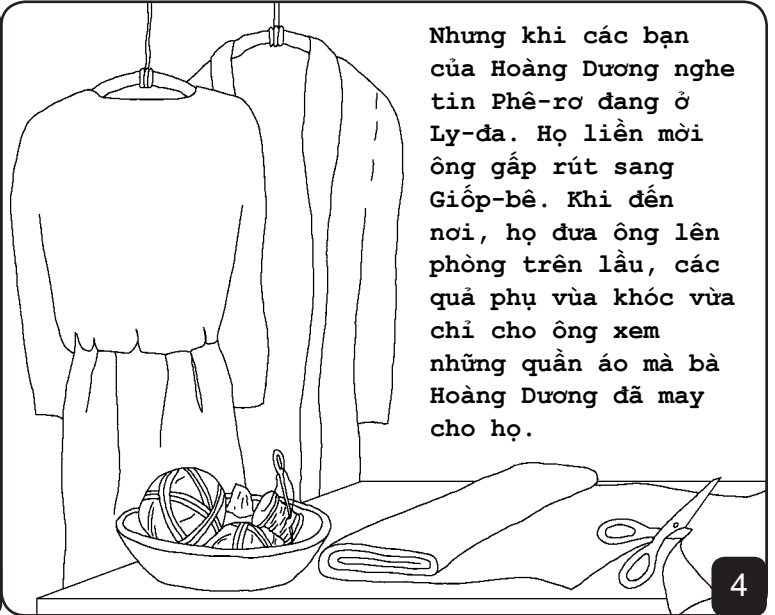 Nhưng khi các bạn
của Hoàng Dương nghe
tin Phê-rơ đang ở
Ly-đa. Họ liền mời
ông gấp rút sang
Giốp-bê. Khi đến
nơi, họ đưa ông lên
phòng trên lầu, các
quả phụ vùa khóc vừa
chỉ cho ông xem
những quần áo mà bà
Hoàng Dương đã may
cho họ.
4